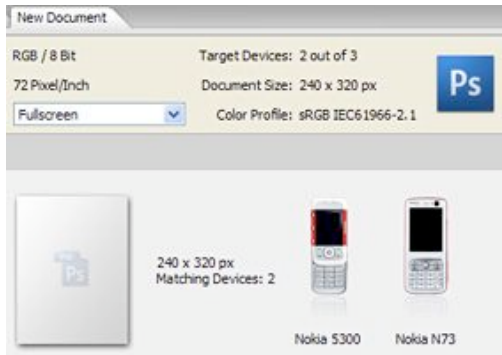 New Document
RGB / 8 Bit
Target Devices: 2 out of 3
72 Pixel/Inch
Document Size: 240 x 320 px
Fullscreen
Color Profile: sRGB IEC61966-2.1
Ps
Ps
240 x 320 px
Matching Devices: 2
Nokia 5300
Nokia N73